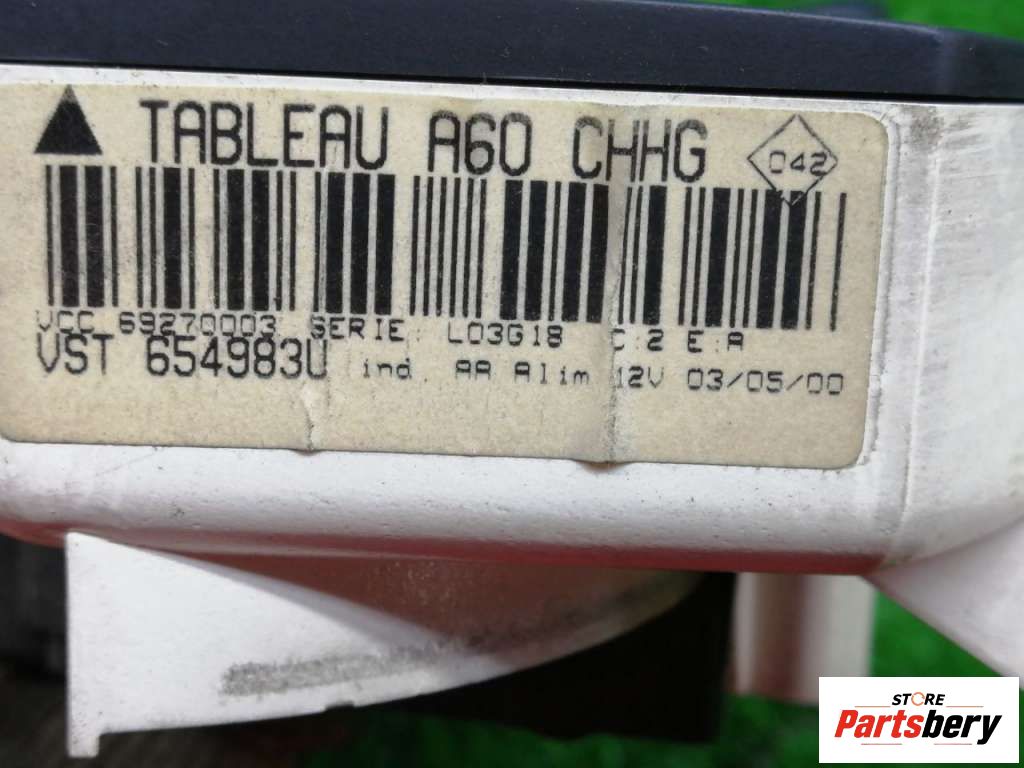 TABLEAU A60 CHHG 042
VCC 69270003 SERIE: L03G18 C:2 E:A
VST 654983U ind. AA Alim 12V 03/05/00
STORE
Partsbery